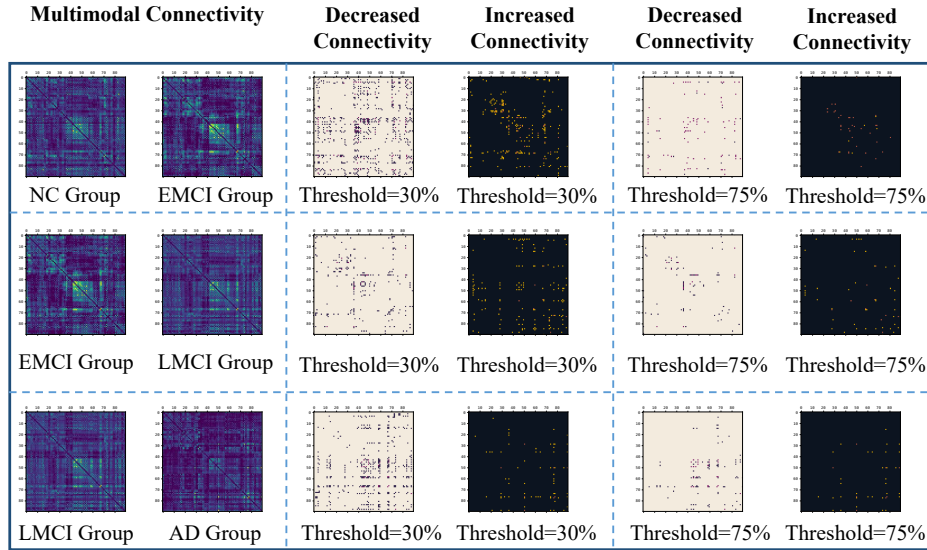 Multimodal Connectivity
Decreased Connectivity
Increased Connectivity
Decreased Connectivity
Increased Connectivity
NC Group
EMCI Group
Threshold=30%
Threshold=30%
Threshold=75%
Threshold=75%
EMCI Group
LMCI Group
Threshold=30%
Threshold=30%
Threshold=75%
Threshold=75%
LMCI Group
AD Group
Threshold=30%
Threshold=30%
Threshold=75%
Threshold=75%